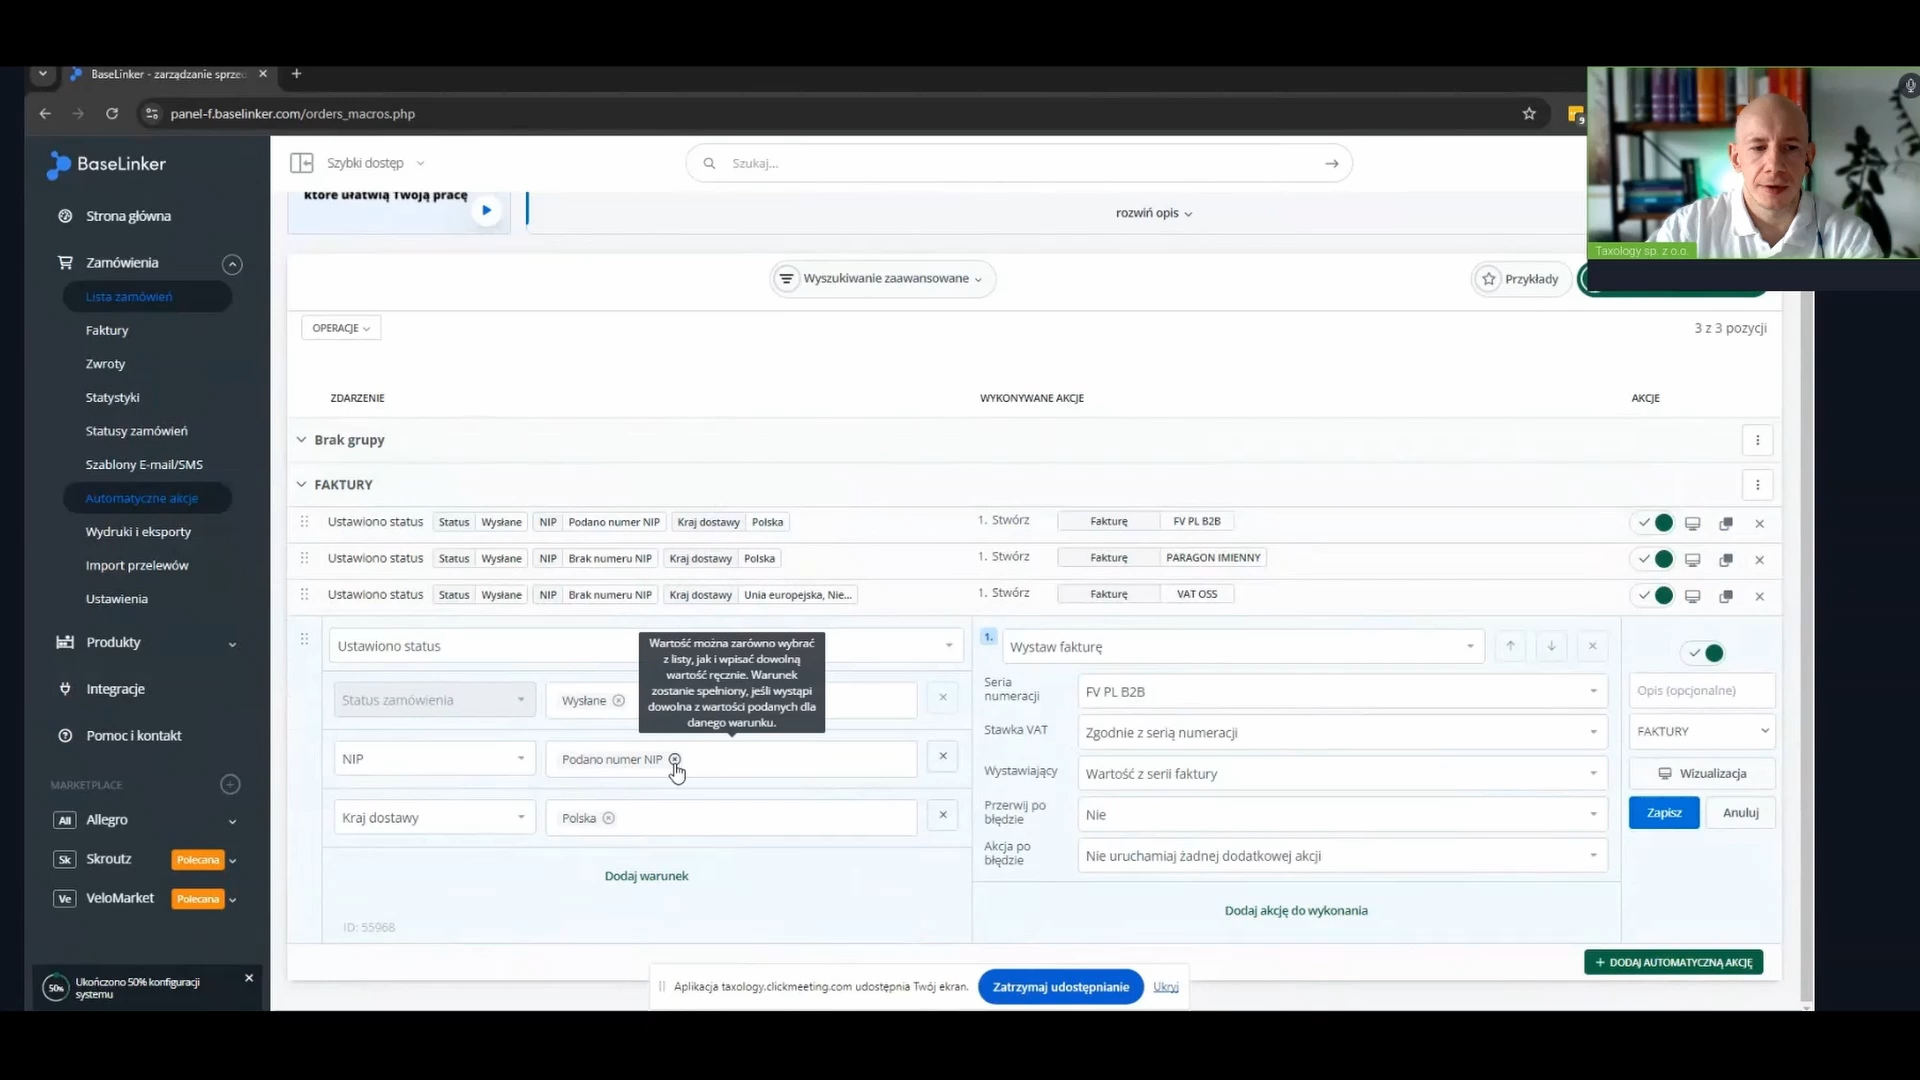 BaseLinker - zarządzanie sprzed
panel-f.baselinker.com/orders_macros.php
9
Taxology sp. z o.o.
BaseLinker
Szybki dostęp
Szukaj...
Strona główna
Zamówienia
Lista zamówień
Faktury
Zwroty
Statystyki
Statusy zamówień
Szablony E-mail/SMS
Automatyczne akcje
Wydruki i eksporty
Import przelewów
Ustawienia
Produkty
Integracje
Pomoc i kontakt
MARKETPLACE
All Allegro
Sk Skroutz Polecana
Ve VeloMarket Polecana
50% Ukończono 50% konfiguracji
systemu
które ułatwią Twoją pracę
rozwiń opis
Wyszukiwanie zaawansowane
Przykłady
OPERACJE
3 z 3 pozycji
ZDARZENIE WYKONYWANE AKCJE AKCJE
Brak grupy
FAKTURY
Ustawiono status Status Wysłane NIP Podano numer NIP Kraj dostawy Polska 1. Stwórz Fakturę FV PL B2B
Ustawiono status Status Wysłane NIP Brak numeru NIP Kraj dostawy Polska 1. Stwórz Fakturę PARAGON IMIENNY
Ustawiono status Status Wysłane NIP Brak numeru NIP Kraj dostawy Unia europejska, Nie... 1. Stwórz Fakturę VAT OSS
Ustawiono status
Status zamówienia Wysłane
NIP Podano numer NIP
Kraj dostawy Polska
Dodaj warunek
ID: 55968
Wartość można zarówno wybrać
z listy, jak i wpisać dowolną
wartość ręcznie. Warunek
zostanie spełniony, jeśli wystąpi
dowolna z wartości podanych dla
danego warunku.
1. Wystaw fakturę
Seria
numeracji FV PL B2B
Stawka VAT Zgodnie z serią numeracji
Wystawiający Wartość z serii faktury
Przerwij po
błędzie Nie
Akcja po
błędzie Nie uruchamiaj żadnej dodatkowej akcji
Dodaj akcję do wykonania
Opis (opcjonalne)
FAKTURY
Wizualizacja
Zapisz Anuluj
+ DODAJ AUTOMATYCZNĄ AKCJĘ
Aplikacja taxology.clickmeeting.com udostępnia Twój ekran. Zatrzymaj udostępnianie Ukryj